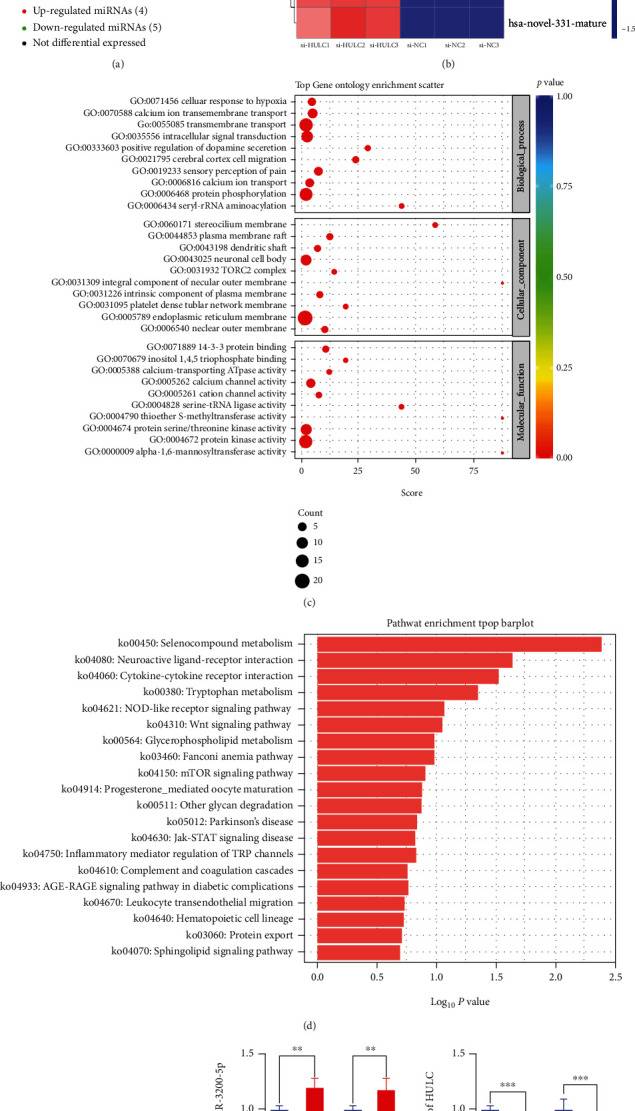 Up-regulated miRNAs (4)
Down-regulated miRNAs (5)
Not differential expressed
(a)
hsa-novel-331-mature
-1.5
si-HULC1 si-HULC2 si-HULC3 si-NC1 si-NC2 si-NC3
(b)
Top Gene ontology enrichment scatter
GO:0071456 celluar response to hypoxia
GO:0070588 calcium ion transemembrane transport
Go:0055085 transmembrane transport
GO:0035556 intracellular signal transduction
GO:00333603 positive regulation of dopamine seceretion
GO:0021795 cerebral cortex cell migration
GO:0019233 sensory perception of pain
GO:0006816 calcium ion transport
GO:0006468 protein phosphorylation
GO:0006434 seryl-rRNA aminoacylation
Biological_process
GO:0060171 stereocilium membrane
GO:0044853 plasma membrane raft
GO:0043198 dendritic shaft
GO:0043025 neuronal cell body
GO:0031932 TORC2 complex
GO:0031309 integral component of necular outer membrane
GO:0031226 intrinsic component of plasma membrane
GO:0031095 platelet dense tublar network membrane
GO:0005789 endoplasmic reticulum membrane
GO:0006540 neclear outer membrane
Cellular_component
GO:0071889 14-3-3 protein binding
GO:0070679 inositol 1,4,5 triophosphate binding
GO:0005388 calcium-transporting ATpase activity
GO:0005262 calcium channel activity
GO:0005261 cation channel activity
GO:0004828 serine-tRNA ligase activity
GO:0004790 thioether S-methyltransferase activity
GO:0004674 protein serine/threonine kinase activity
GO:0004672 protein kinase activity
GO:0000009 alpha-1,6-mannosyltransferase activity
Molecular_function
0 25 50 75
Score
p value
1.00
0.75
0.50
0.25
0.00
Count
5
10
15
20
(c)
Pathwat enrichment tpop barplot
ko00450: Selenocompound metabolism
ko04080: Neuroactive ligand-receptor interaction
ko04060: Cytokine-cytokine receptor interaction
ko00380: Tryptophan metabolism
ko04621: NOD-like receptor signaling pathway
ko04310: Wnt signaling pathway
ko00564: Glycerophospholipid metabolism
ko03460: Fanconi anemia pathway
ko04150: mTOR signaling pathway
ko04914: Progesterone_mediated oocyte maturation
ko00511: Other glycan degradation
ko05012: Parkinson's disease
ko04630: Jak-STAT signaling disease
ko04750: Inflammatory mediator regulation of TRP channels
ko04610: Complement and coagulation cascades
ko04933: AGE-RAGE signaling pathway in diabetic complications
ko04670: Leukocyte transendothelial migration
ko04640: Hematopoietic cell lineage
ko03060: Protein export
ko04070: Sphingolipid signaling pathway
0.0 0.5 1.0 1.5 2.0 2.5
Log10 P value
(d)
R-3200-5p
1.5
1.0
** **
of HULC
1.5
1.0
*** ***